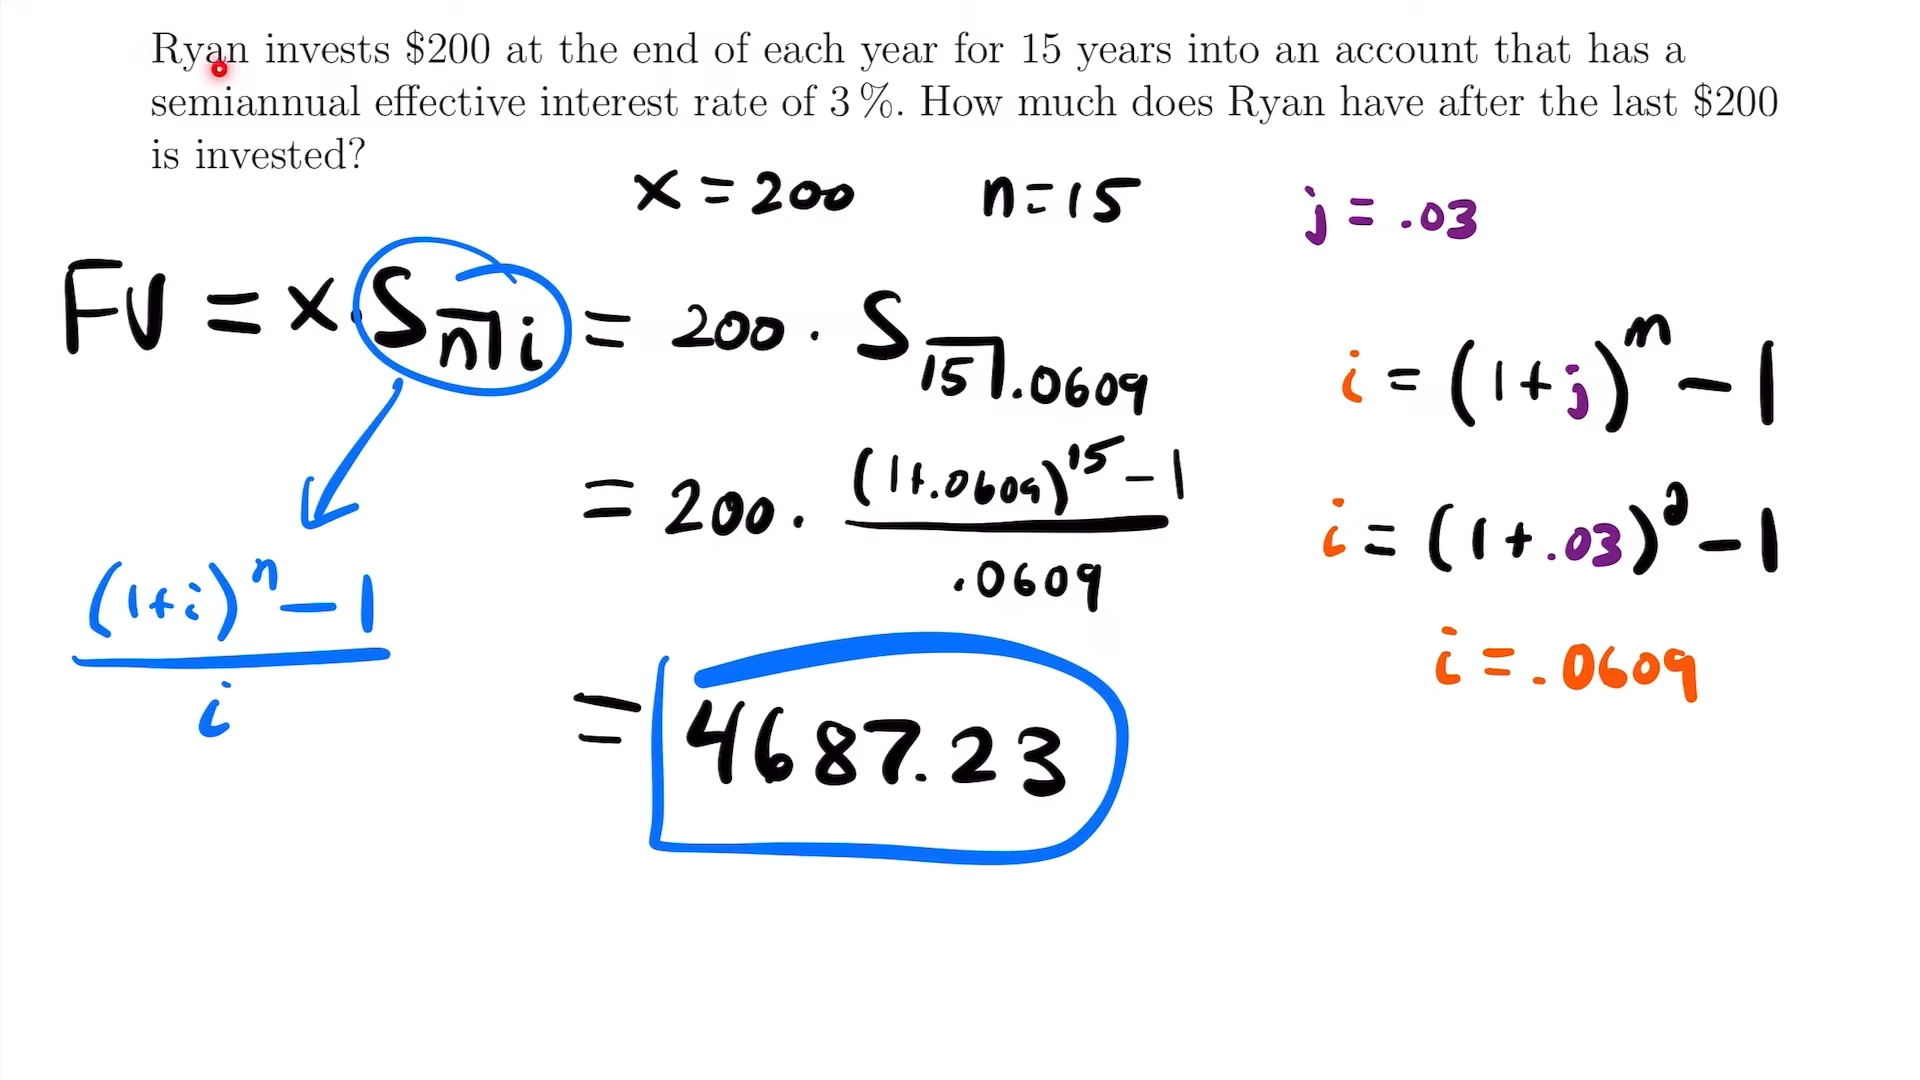 Ryan invests $200 at the end of each year for 15 years into an account that has a
semiannual effective interest rate of 3 %. How much does Ryan have after the last $200
is invested?
x = 200
n = 15
j = .03
FV = x · S n⌉ i = 200 · S 15⌉ .0609
i = (1+j)^m − 1
= 200 · ((1+.0609)^15 − 1) / .0609
i = (1+.03)^2 − 1
((1+i)^n − 1) / i
i = .0609
= 4687.23